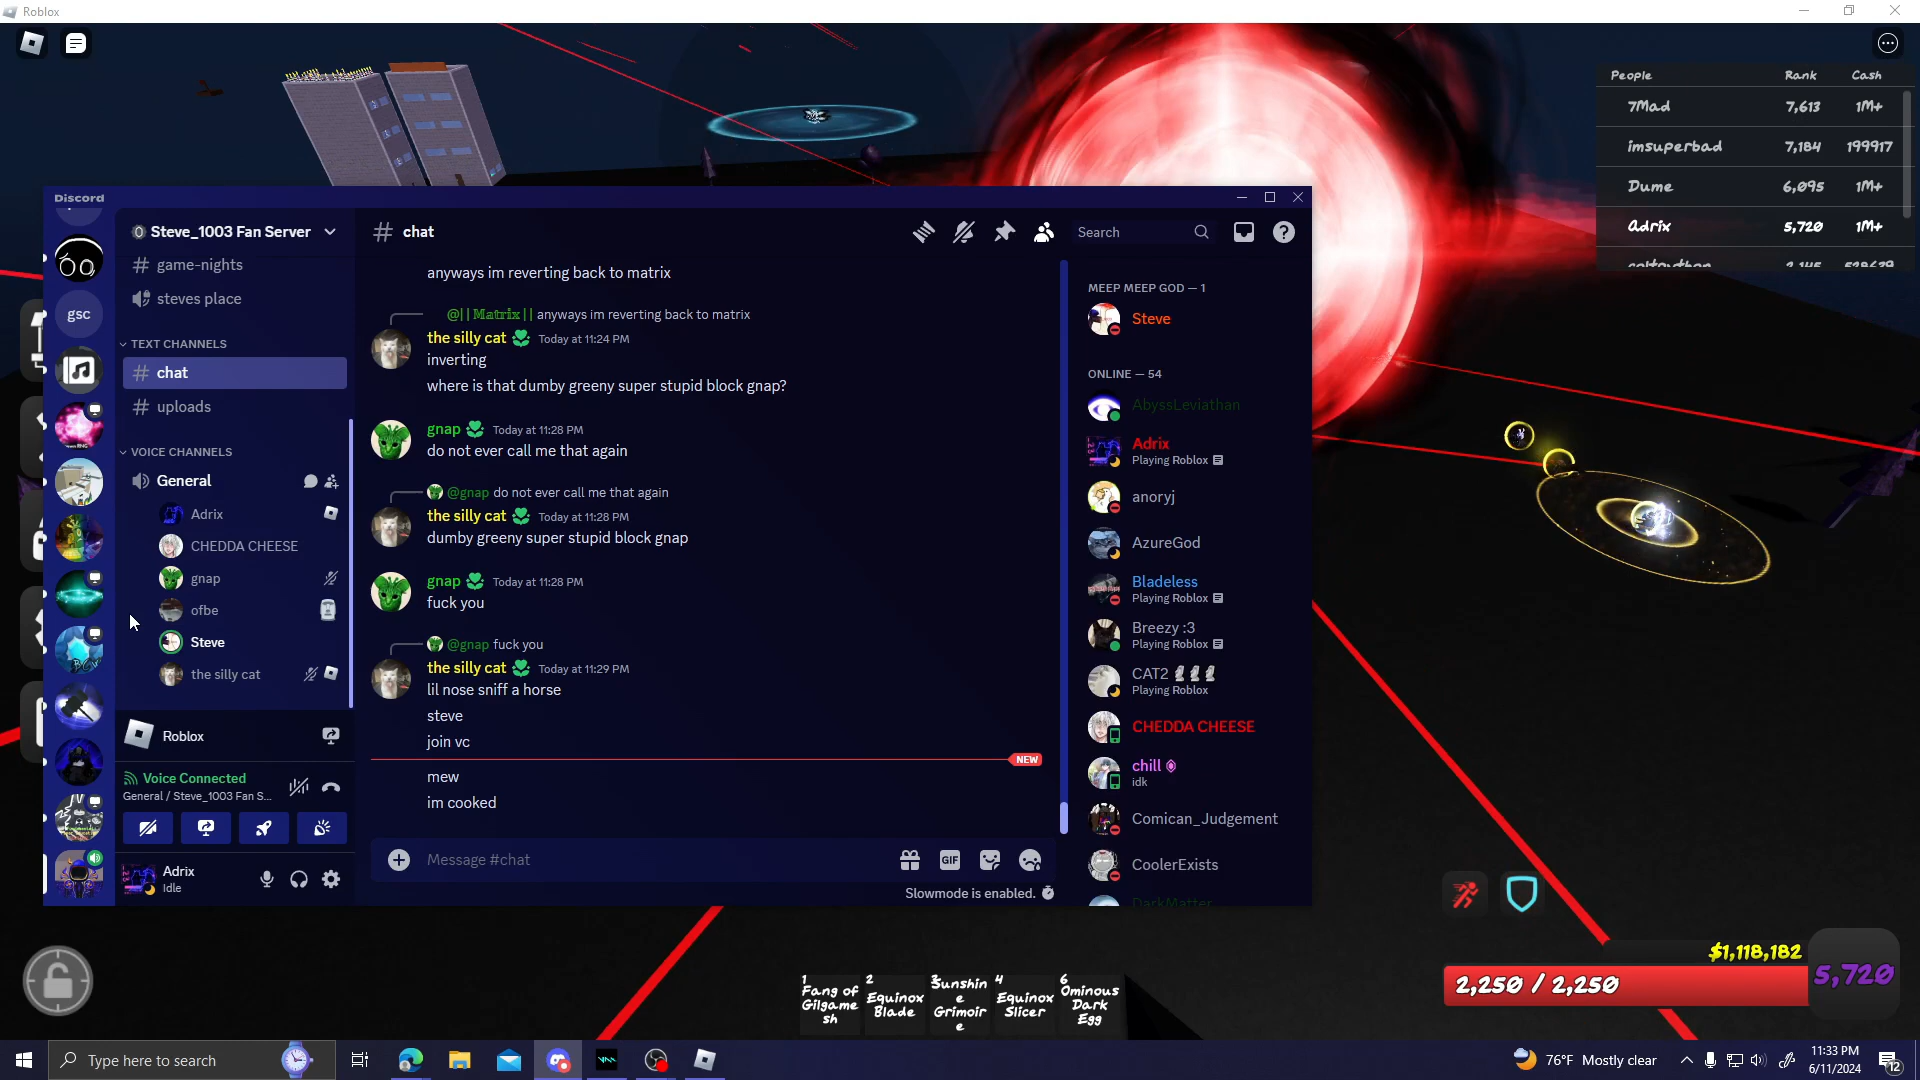 Roblox
People Rank Cash
7Mad 7,613 1M+
imsuperbad 7,184 199917
Dume 6,095 1M+
Adrix 5,720 1M+
Discord
Steve_1003 Fan Server
# chat
Search
game-nights
steves place
gsc
TEXT CHANNELS
chat
uploads
VOICE CHANNELS
General
Adrix
CHEDDA CHEESE
gnap
ofbe
Steve
the silly cat
Roblox
Voice Connected
General / Steve_1003 Fan S...
Adrix
Idle
anyways im reverting back to matrix
@|| Matrix || anyways im reverting back to matrix
the silly cat Today at 11:24 PM
inverting
where is that dumby greeny super stupid block gnap?
gnap Today at 11:28 PM
do not ever call me that again
@gnap do not ever call me that again
the silly cat Today at 11:28 PM
dumby greeny super stupid block gnap
gnap Today at 11:28 PM
fuck you
@gnap fuck you
the silly cat Today at 11:29 PM
lil nose sniff a horse
steve
join vc
NEW
mew
im cooked
Message #chat
GIF
Slowmode is enabled.
MEEP MEEP GOD — 1
Steve
ONLINE — 54
AbyssLeviathan
Adrix
Playing Roblox
anoryj
AzureGod
Bladeless
Playing Roblox
Breezy :3
Playing Roblox
CAT2
Playing Roblox
CHEDDA CHEESE
chill
idk
Comican_Judgement
CoolerExists
DarkMatter
1 Fang of Gilgamesh
2 Equinox Blade
3 Sunshine Grimoire
4 Equinox Slicer
6 Ominous Dark Egg
$1,118,182
2,250 / 2,250
5,720
Type here to search
76°F Mostly clear
11:33 PM
6/11/2024
12